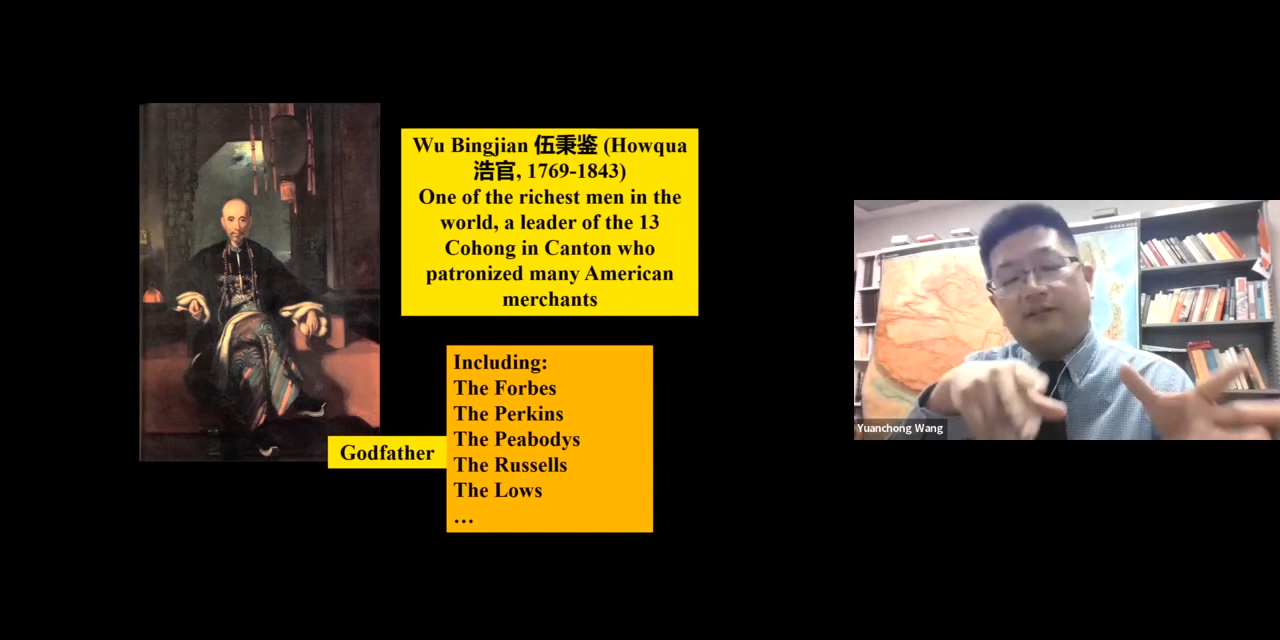 Wu Bingjian 伍秉鉴 (Howqua
浩官, 1769-1843)
One of the richest men in the
world, a leader of the 13
Cohong in Canton who
patronized many American
merchants
Including:
The Forbes
The Perkins
The Peabodys
The Russells
The Lows
…
Godfather
Yuanchong Wang